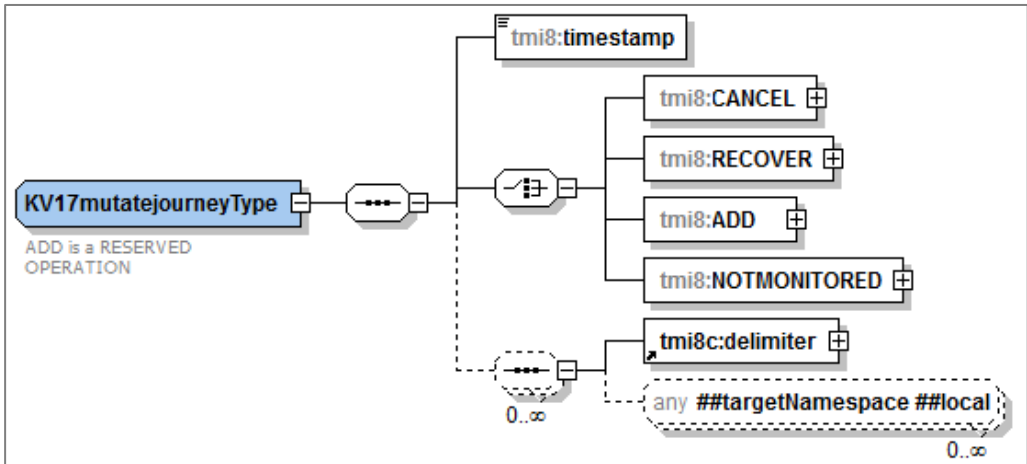 tmi8:timestamp
tmi8:CANCEL
tmi8:RECOVER
KV17mutatejourneyType
tmi8:ADD
ADD is a RESERVED
OPERATION
tmi8:NOTMONITORED
tmi8c:delimiter
0..∞
any ##targetNamespace ##local
0..∞